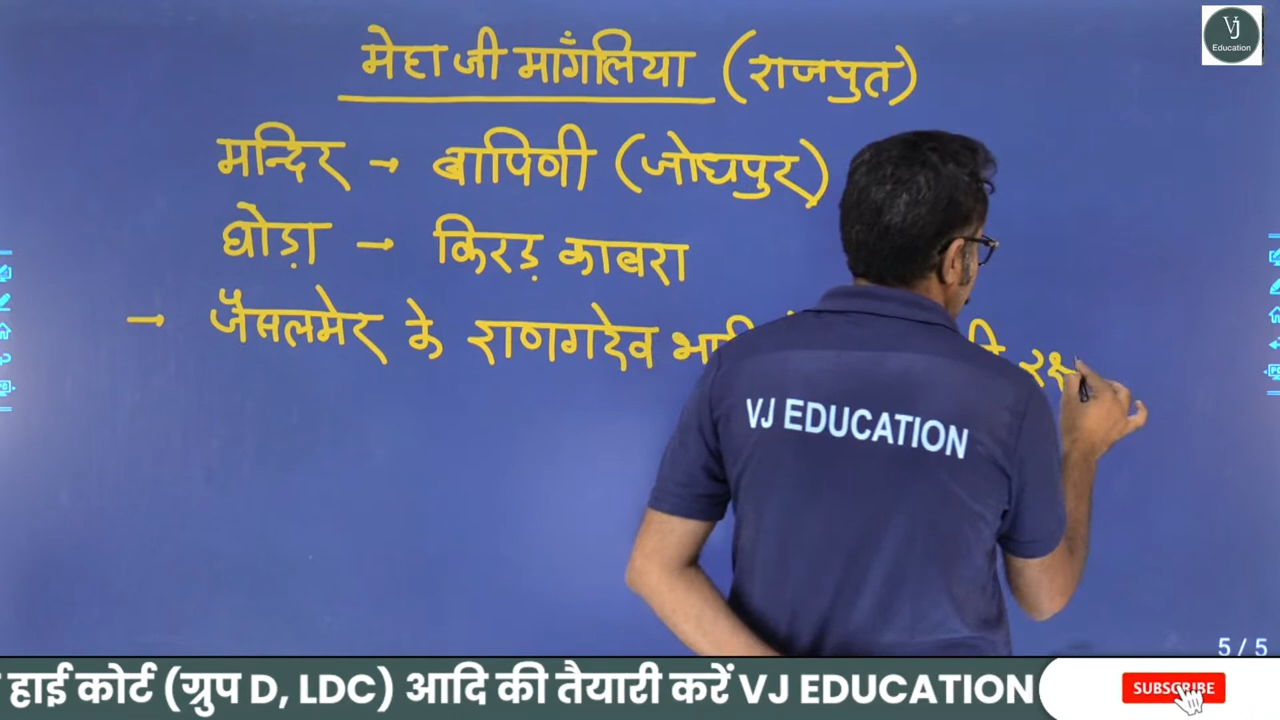 मेहाजी माँगलिया (राजपुत)
VJ
Education
मन्दिर → बापिणी (जोधपुर)
घोड़ा → किरड़ काबरा
→ जैसलमेर के राणगदेव
VJ EDUCATION
5 / 5
हाई कोर्ट (ग्रुप D, LDC) आदि की तैयारी करें VJ EDUCATION
SUBSCRIBE